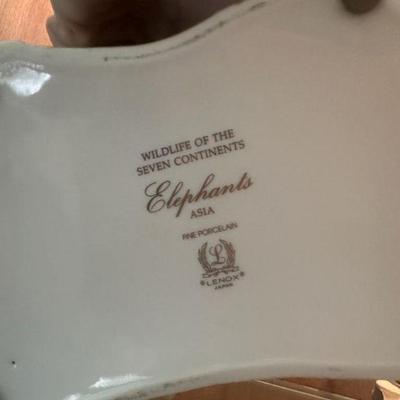 WILDLIFE OF THE
SEVEN CONTINENTS
Elephants
ASIA
FINE PORCELAIN
L
® LENOX®
JAPAN